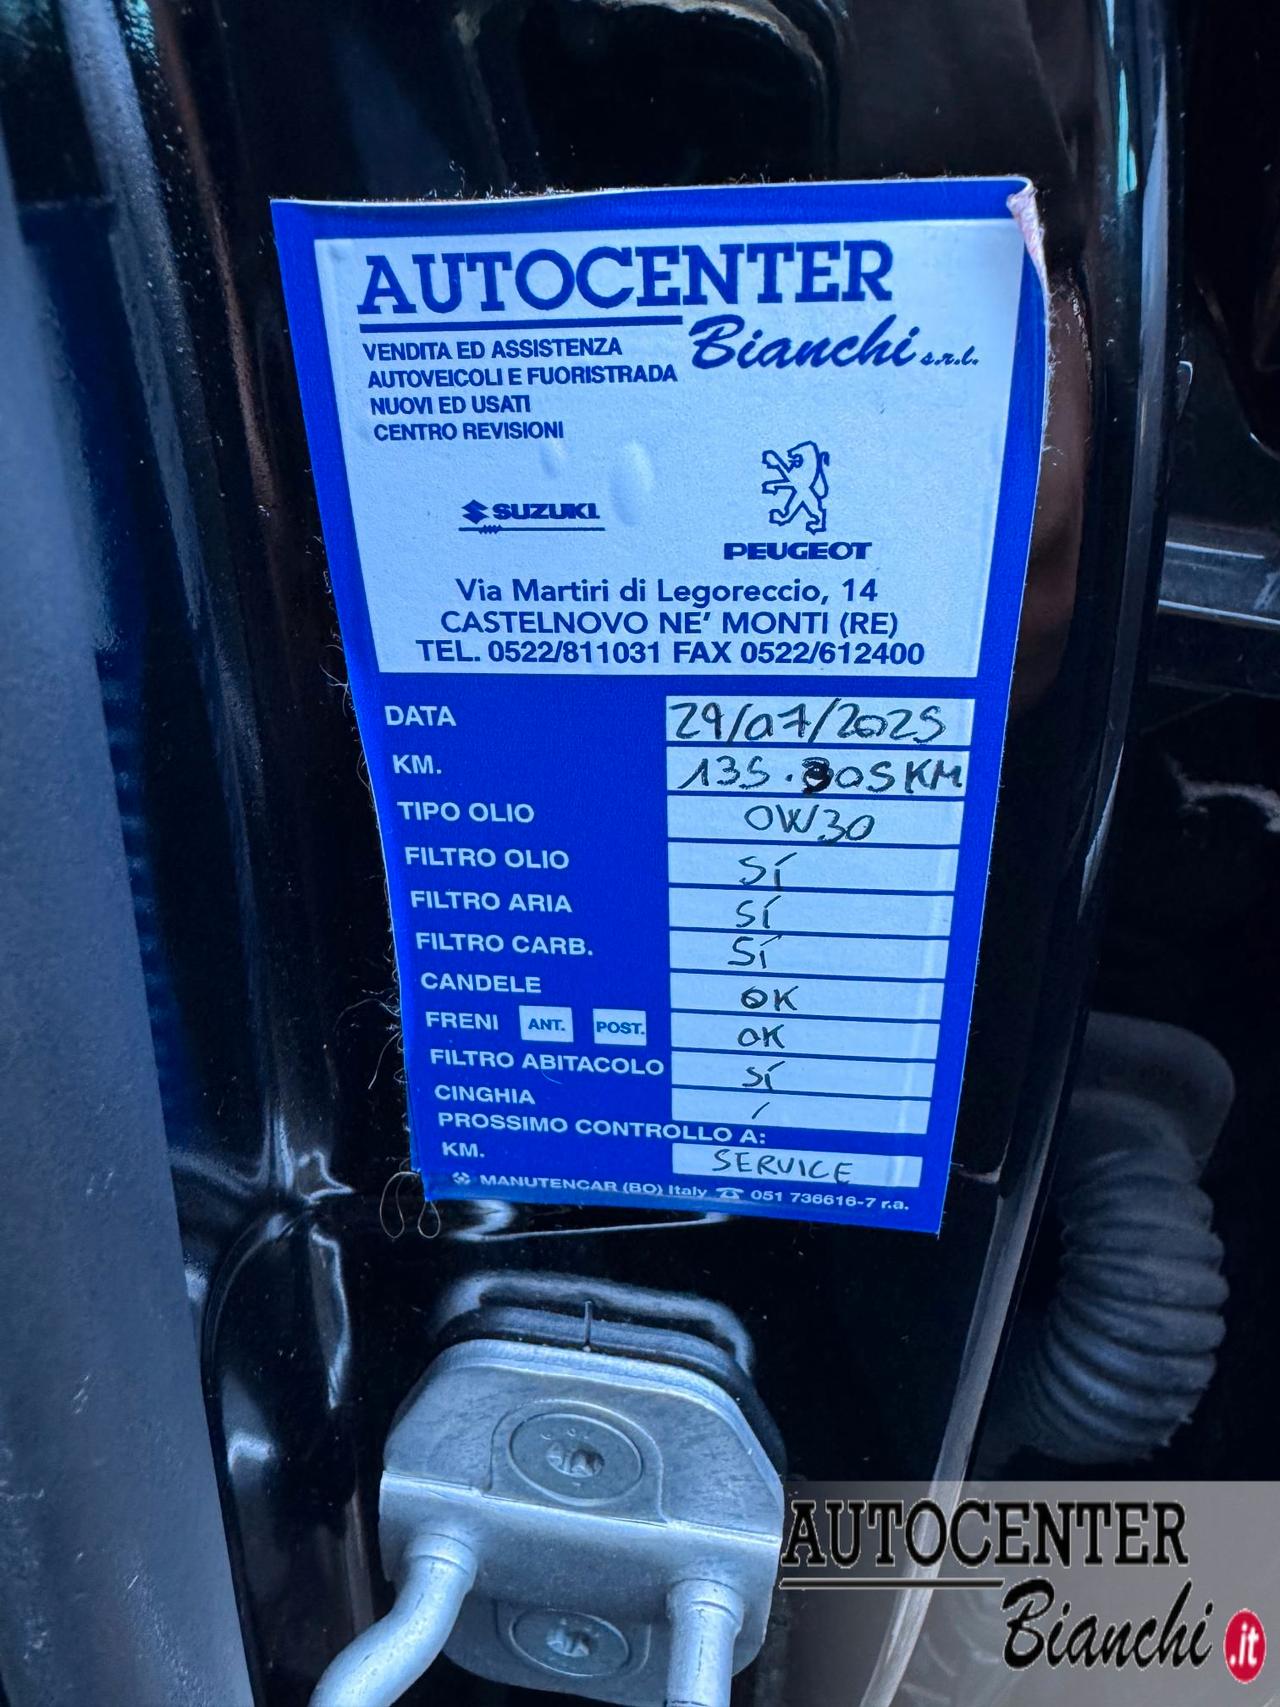 AUTOCENTER
Bianchi s.r.l.
VENDITA ED ASSISTENZA
AUTOVEICOLI E FUORISTRADA
NUOVI ED USATI
CENTRO REVISIONI
SUZUKI
PEUGEOT
Via Martiri di Legoreccio, 14
CASTELNOVO NE' MONTI (RE)
TEL. 0522/811031 FAX 0522/612400
DATA 29/07/2025
KM. 135.305KM
TIPO OLIO 0W30
FILTRO OLIO Sí
FILTRO ARIA Sí
FILTRO CARB. Sí
CANDELE OK
FRENI ANT. POST. OK
FILTRO ABITACOLO Sí
CINGHIA /
PROSSIMO CONTROLLO A:
KM. SERVICE
MANUTENCAR (BO) Italy ☎ 051 736616-7 r.a.
AUTOCENTER
Bianchi .it